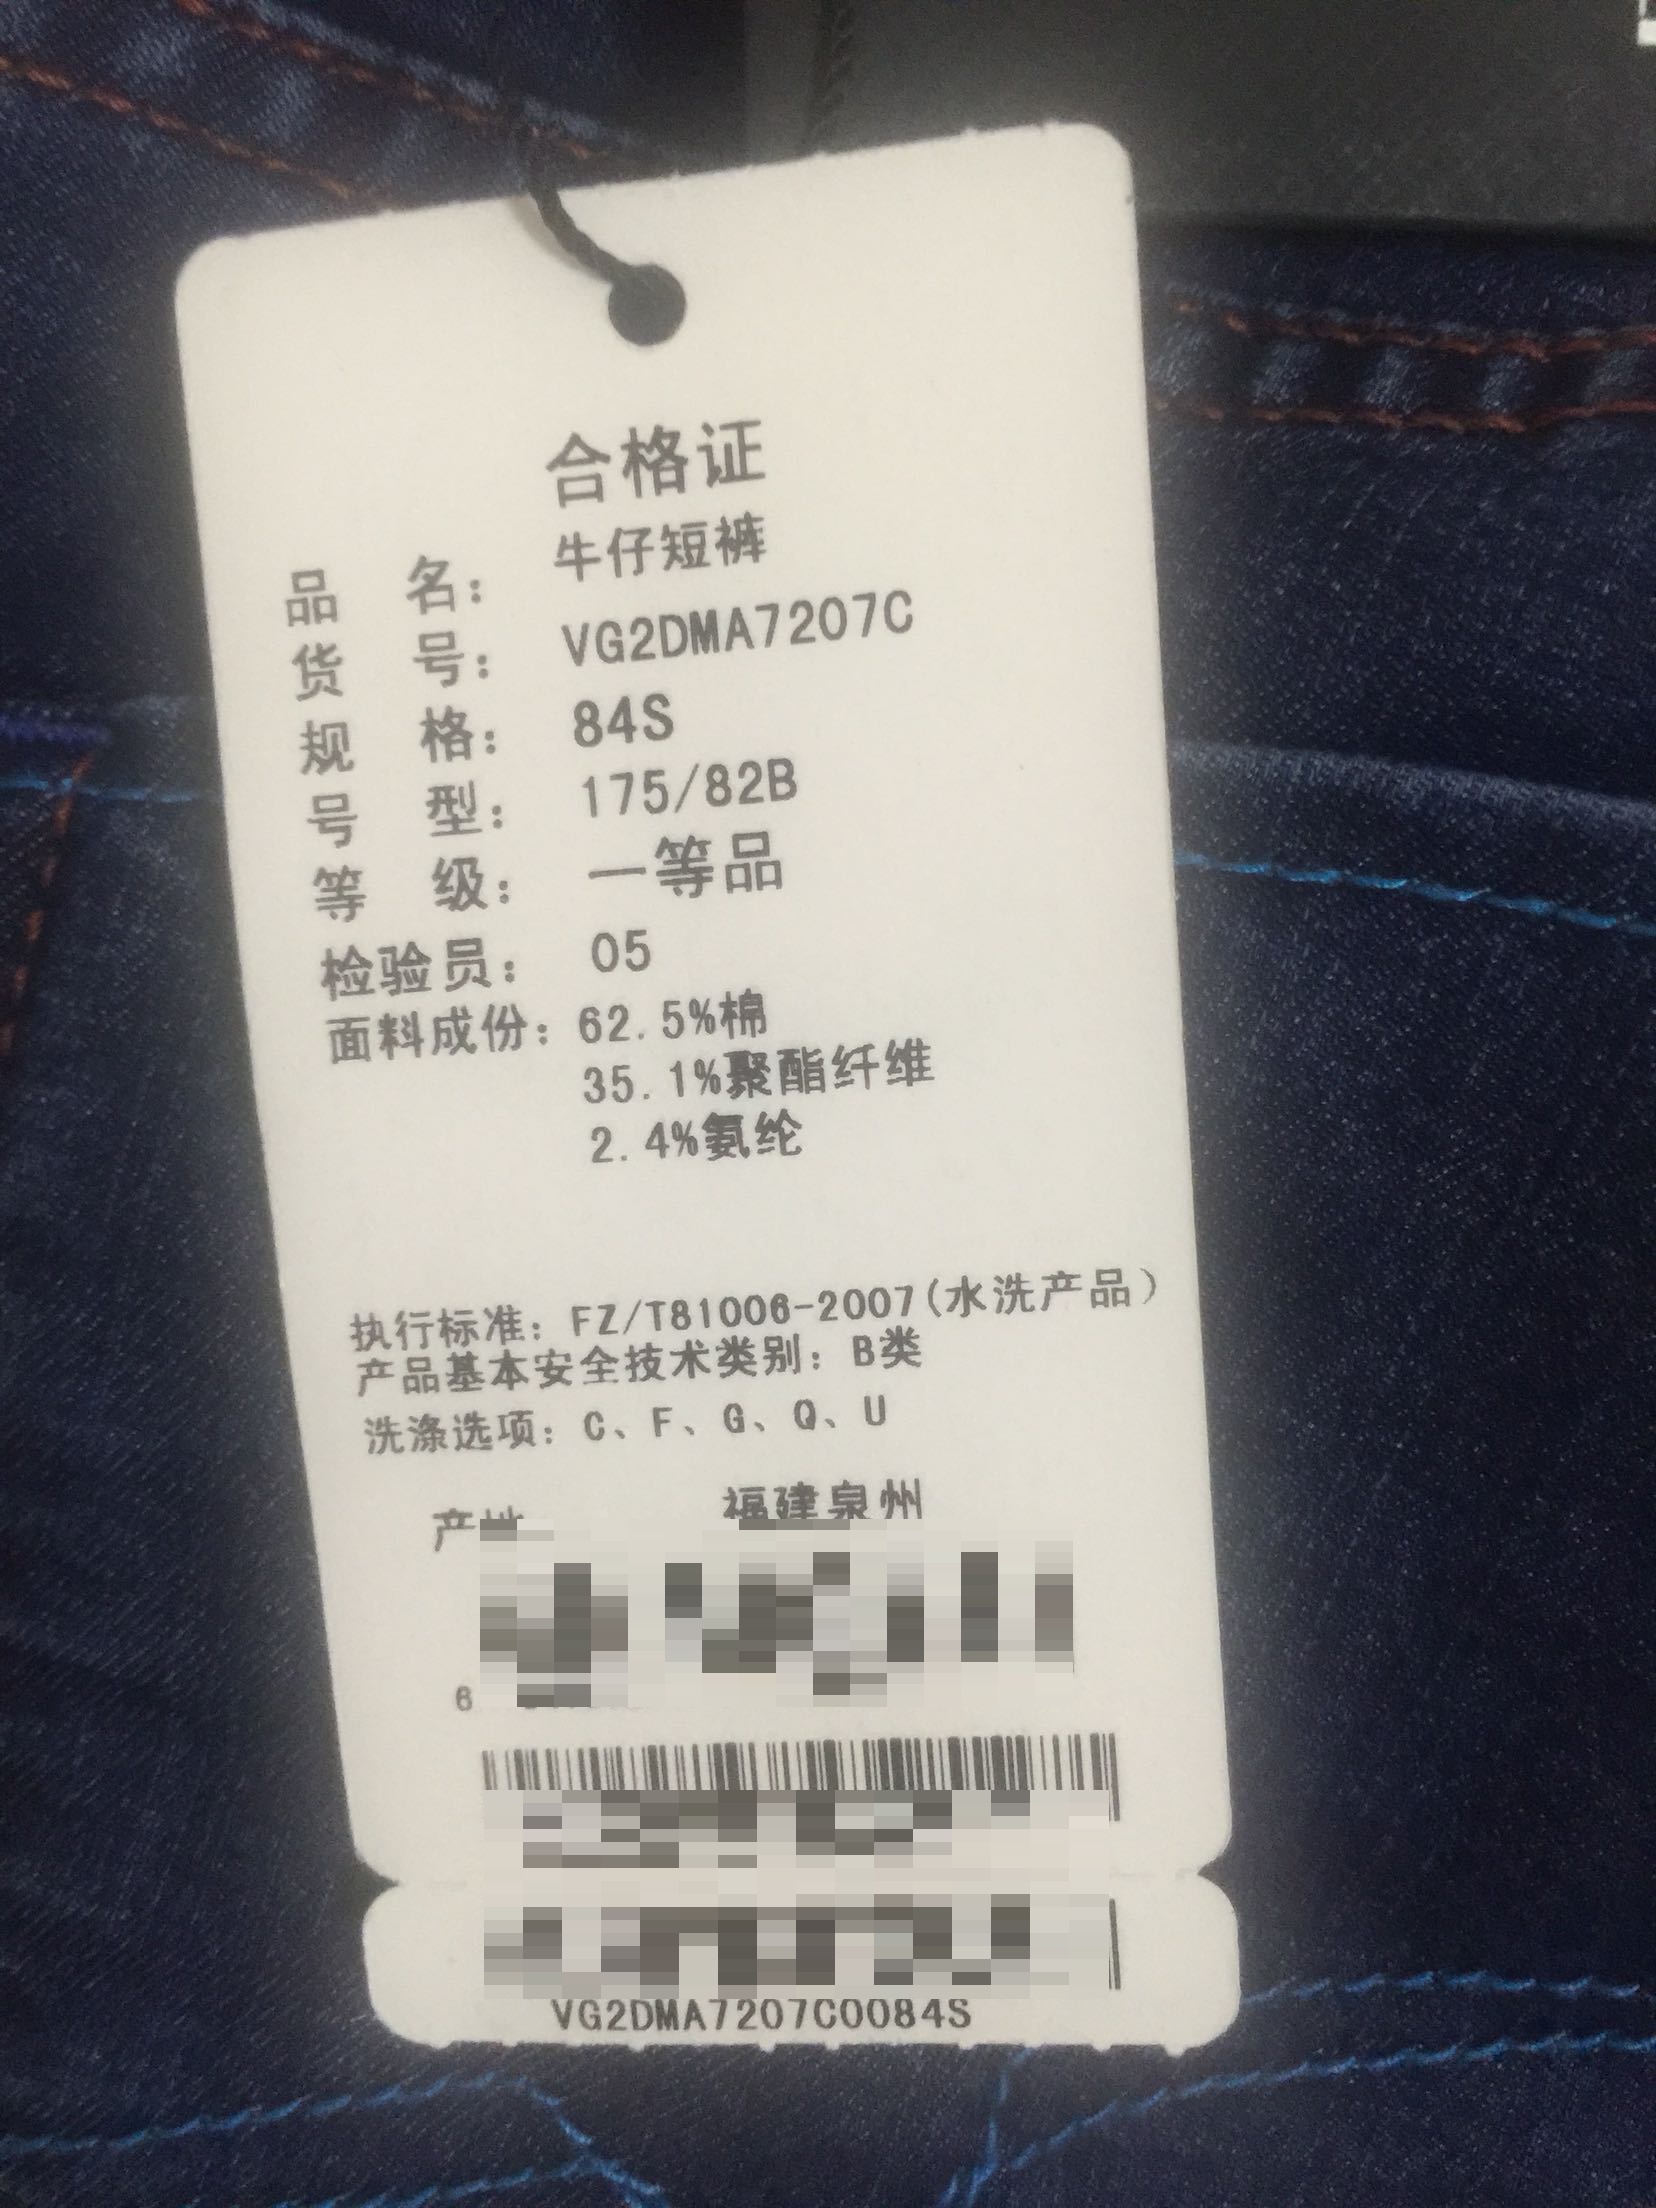 合格证
品名：牛仔短裤
货号：VG2DMA7207C
规格：84S
号型：175/82B
等级：一等品
检验员：05
面料成份：62.5%棉
35.1%聚酯纤维
2.4%氨纶
执行标准：FZ/T81006-2007(水洗产品)
产品基本安全技术类别：B类
洗涤选项：C、F、G、Q、U
产地 福建泉州
6
VG2DMA7207C0084S